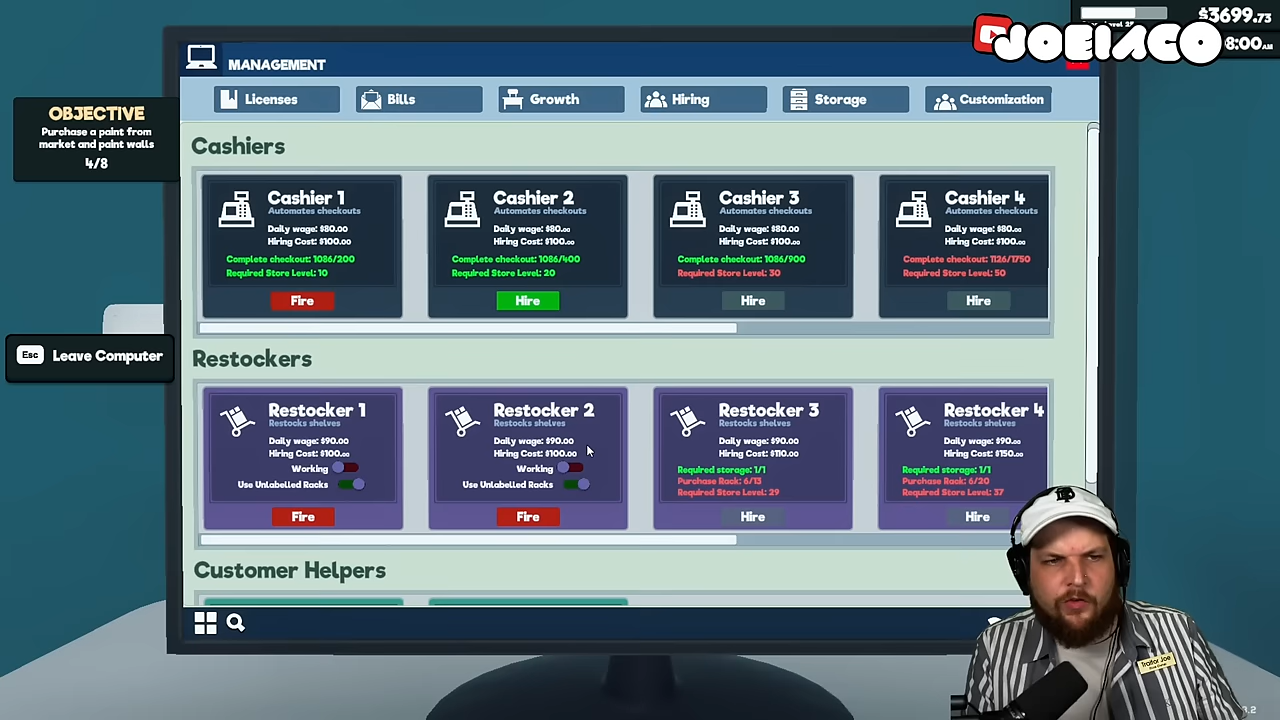 $3699.73
JOEIACO
8:00AM
MANAGEMENT
Licenses
Bills
Growth
Hiring
Storage
Customization
OBJECTIVE
Purchase a paint from
market and paint walls
4/8
Cashiers
Cashier 1
Automates checkouts
Daily wage: $80.00
Hiring Cost: $100.00
Complete checkout: 1086/200
Required Store Level: 10
Fire
Cashier 2
Automates checkouts
Daily wage: $80.00
Hiring Cost: $100.00
Complete checkout: 1086/400
Required Store Level: 20
Hire
Cashier 3
Automates checkouts
Daily wage: $80.00
Hiring Cost: $100.00
Complete checkout: 1086/900
Required Store Level: 30
Hire
Cashier 4
Automates checkouts
Daily wage: $80.00
Hiring Cost: $100.00
Complete checkout: 1126/1750
Required Store Level: 50
Hire
Esc Leave Computer
Restockers
Restocker 1
Restocks shelves
Daily wage: $90.00
Hiring Cost: $100.00
Working
Use Unlabelled Racks
Fire
Restocker 2
Restocks shelves
Daily wage: $90.00
Hiring Cost: $100.00
Working
Use Unlabelled Racks
Fire
Restocker 3
Restocks shelves
Daily wage: $90.00
Hiring Cost: $110.00
Required storage: 1/1
Purchase Rack: 6/13
Required Store Level: 29
Hire
Restocker 4
Restocks shelves
Daily wage: $90.00
Hiring Cost: $150.00
Required storage: 1/1
Purchase Rack: 6/20
Required Store Level: 37
Hire
Customer Helpers
Traitor Joe